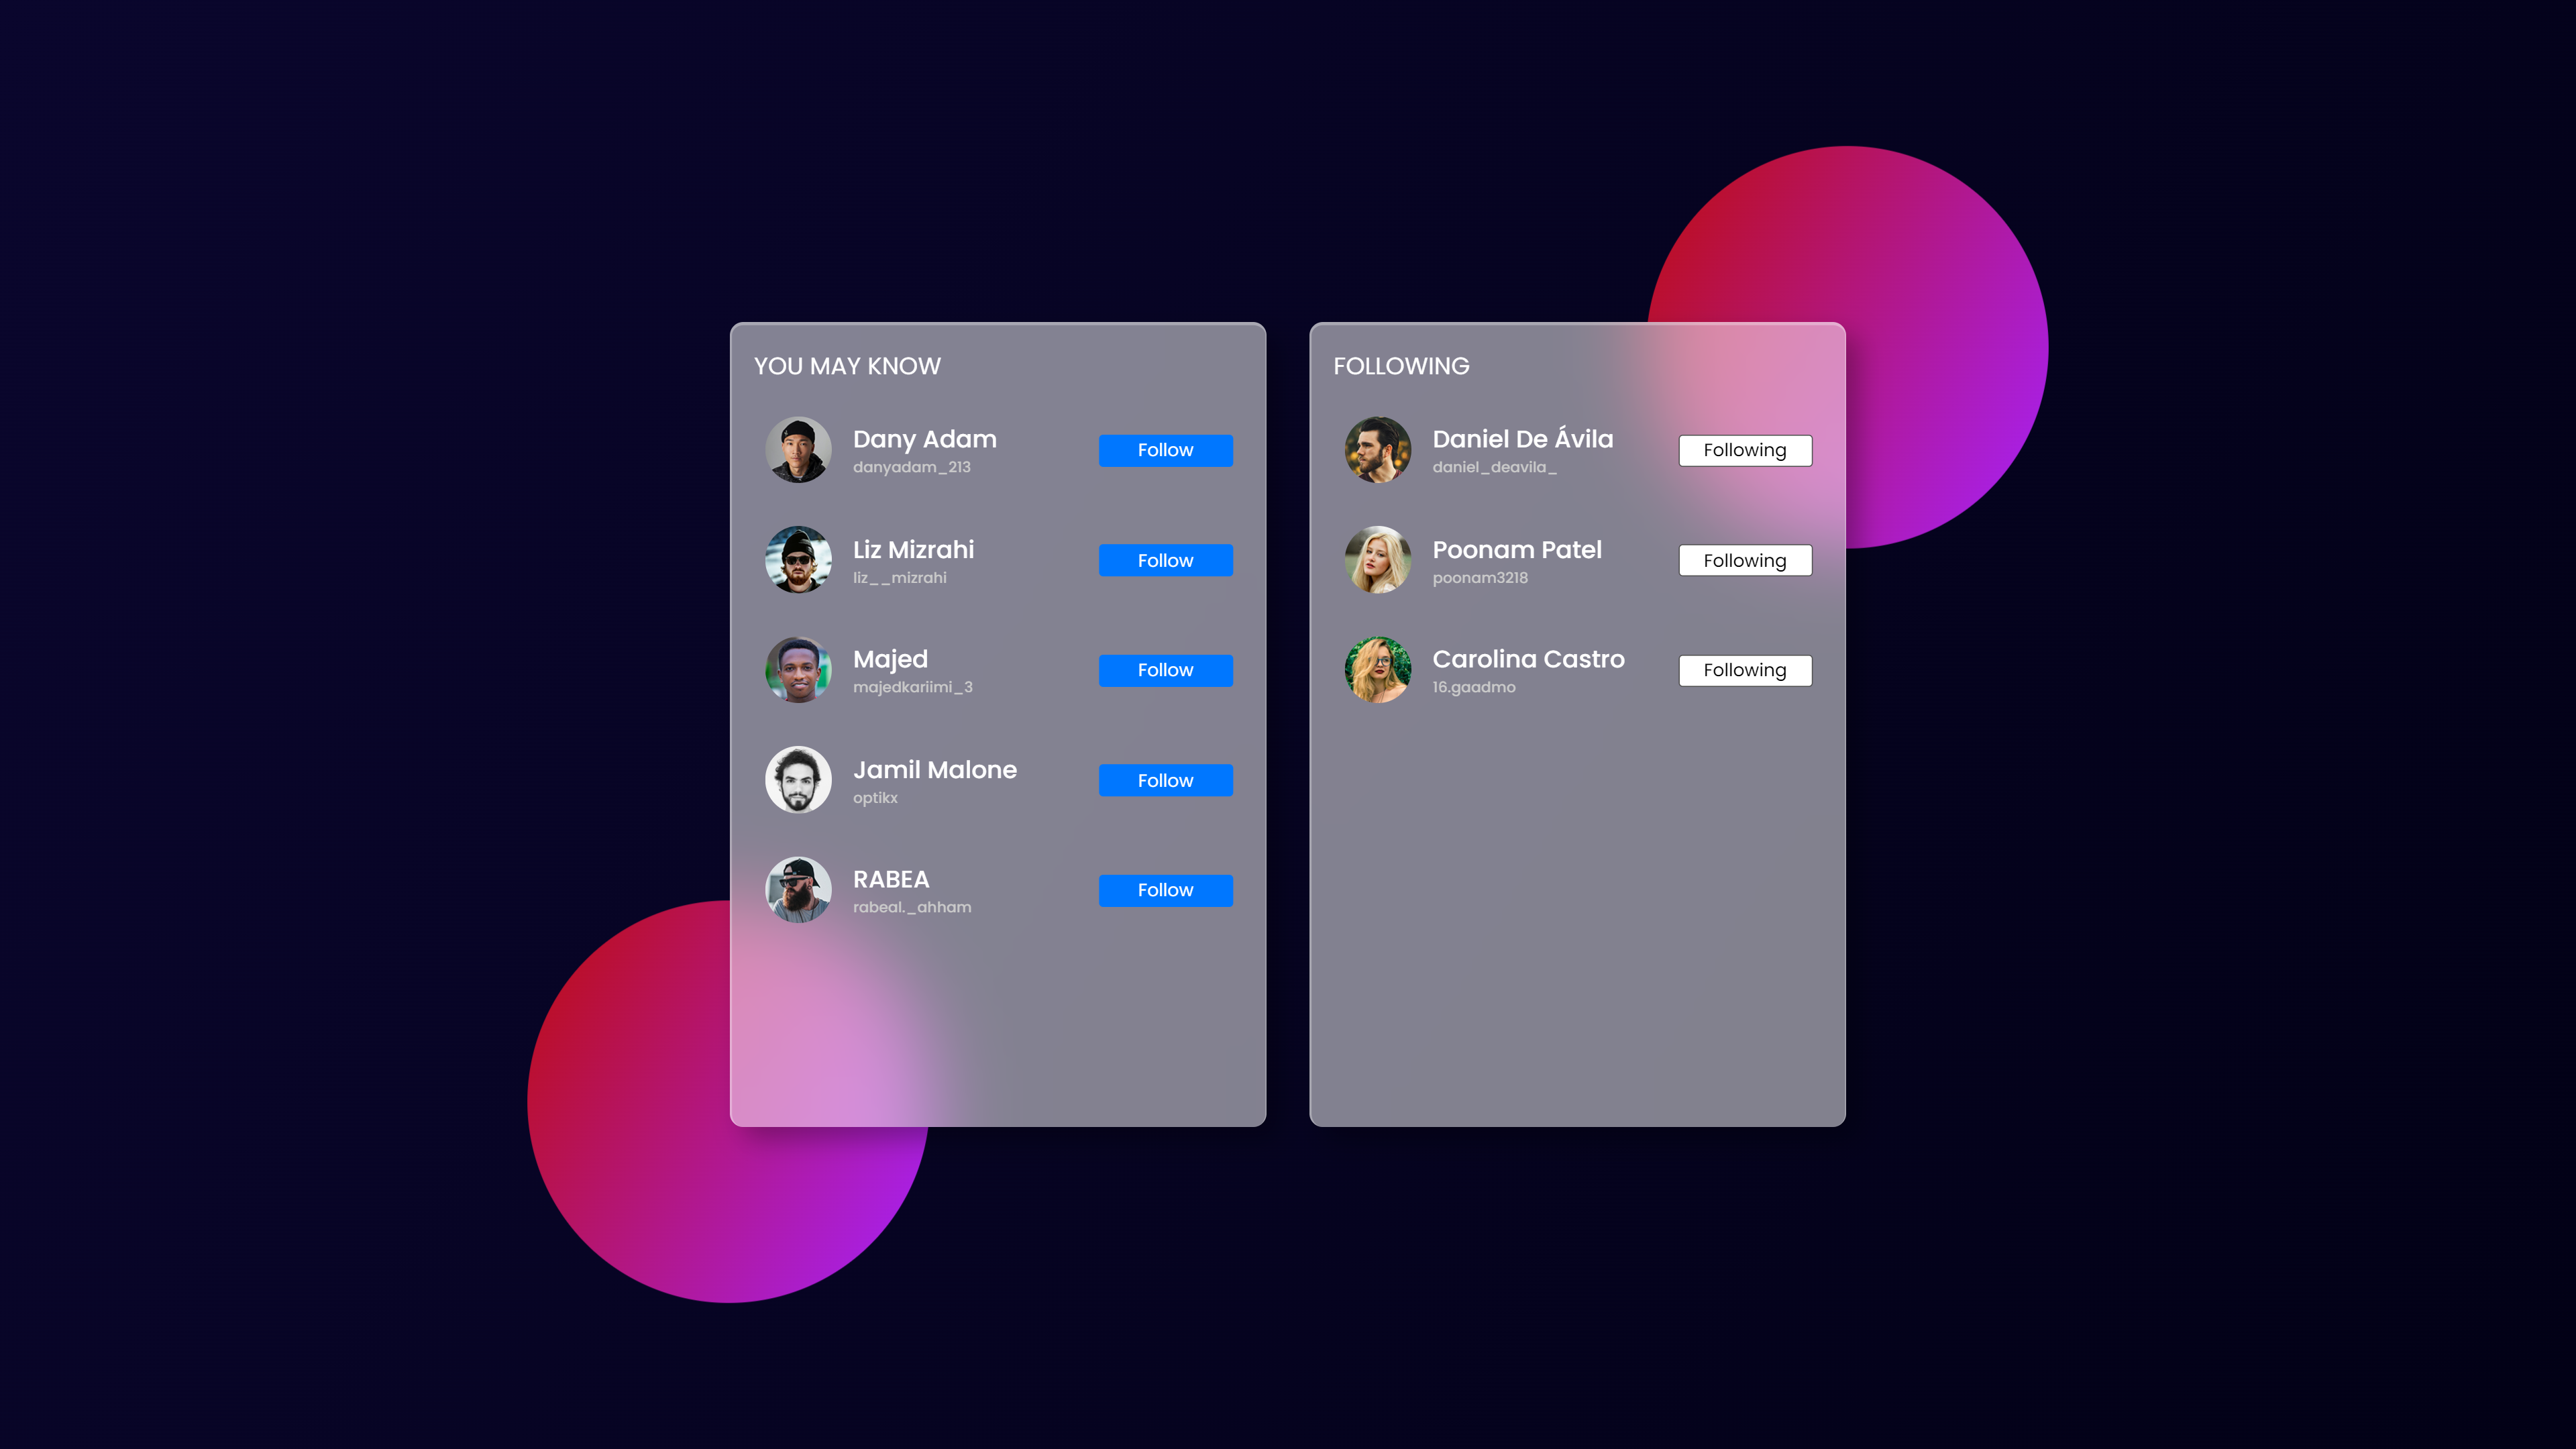 YOU MAY KNOW
Dany Adam
danyadam_213
Follow
Liz Mizrahi
liz__mizrahi
Follow
Majed
majedkariimi_3
Follow
Jamil Malone
optikx
Follow
RABEA
rabeal._ahham
Follow
FOLLOWING
Daniel De Ávila
daniel_deavila_
Following
Poonam Patel
poonam3218
Following
Carolina Castro
16.gaadmo
Following